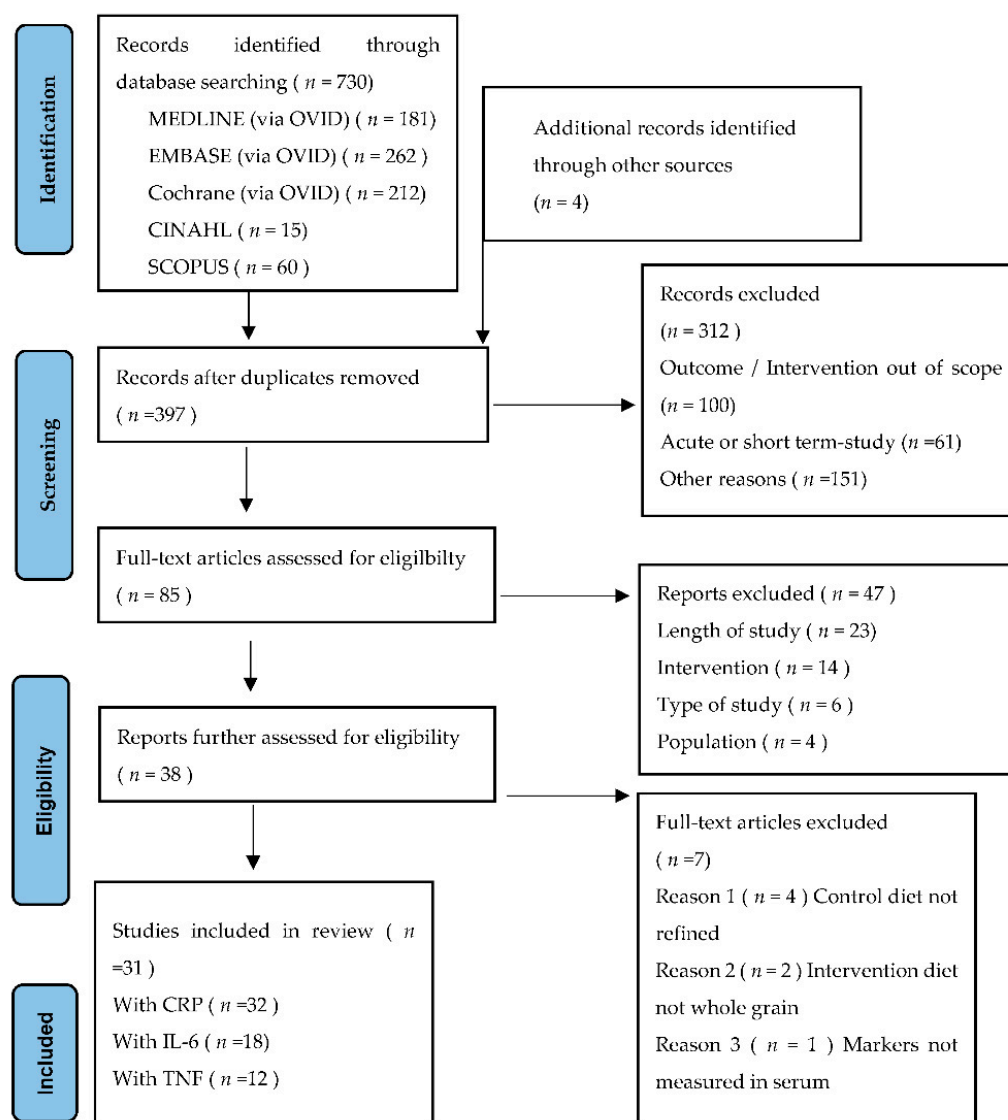 Identification
Records identified through
database searching ( n = 730)
MEDLINE (via OVID) ( n = 181)
EMBASE (via OVID) ( n = 262 )
Cochrane (via OVID) ( n = 212)
CINAHL ( n = 15)
SCOPUS ( n = 60 )
Additional records identified
through other sources
(n = 4)
Screening
Records after duplicates removed
( n =397 )
Records excluded
(n = 312 )
Outcome / Intervention out of scope
(n = 100)
Acute or short term-study (n =61)
Other reasons ( n =151)
Full-text articles assessed for eligilbilty
( n = 85)
Reports excluded ( n = 47 )
Length of study ( n = 23)
Intervention ( n = 14 )
Type of study ( n = 6 )
Population ( n = 4 )
Eligibility
Reports further assessed for eligibility
( n = 38 )
Full-text articles excluded
( n =7)
Reason 1 ( n = 4 ) Control diet not
refined
Reason 2 ( n = 2 ) Intervention diet
not whole grain
Reason 3 ( n = 1 ) Markers not
measured in serum
Included
Studies included in review ( n
=31 )
With CRP ( n =32 )
With IL-6 ( n =18)
With TNF ( n =12 )